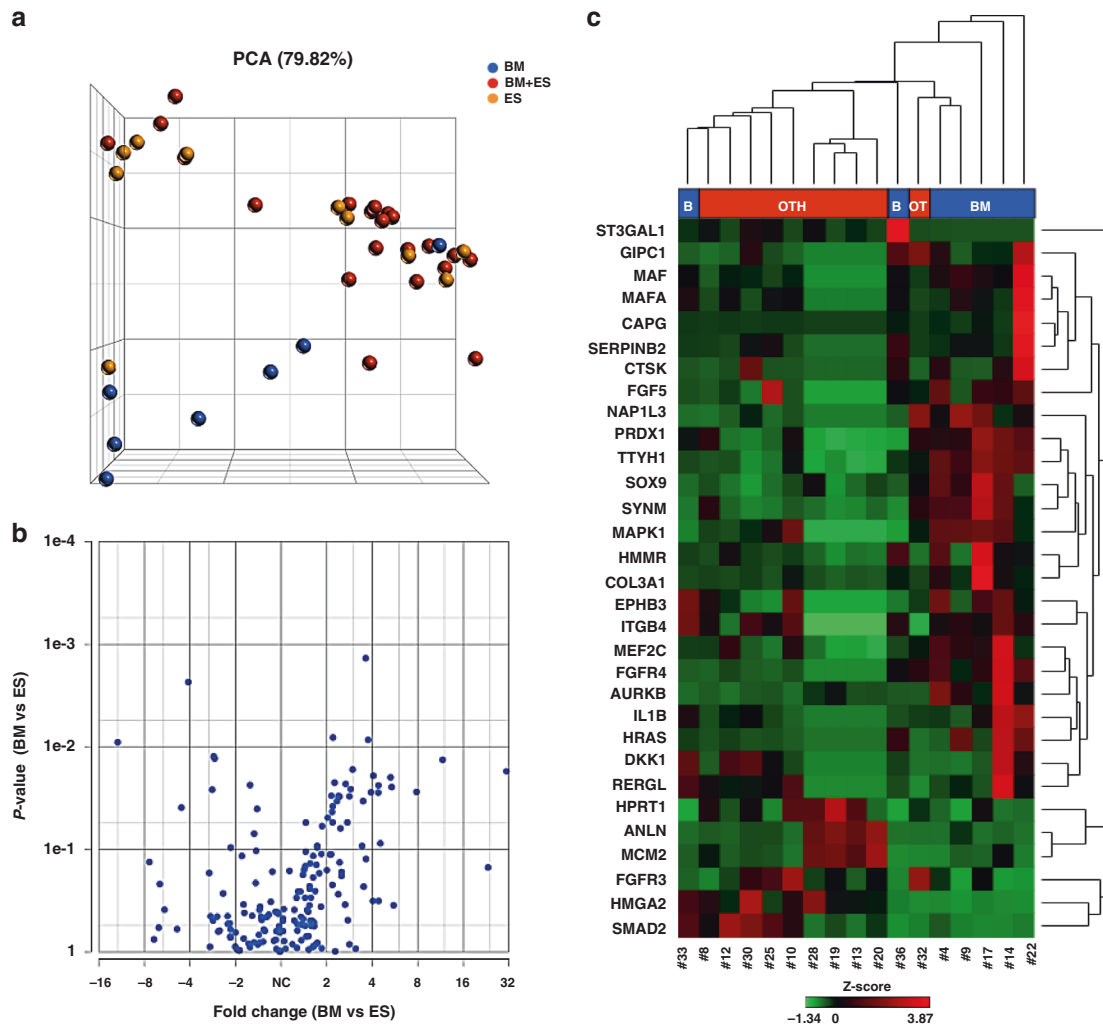 a
PCA (79.82%)
BM
BM+ES
ES
b
1e-4
1e-3
1e-2
1e-1
1
P-value (BM vs ES)
–16 –8 –4 –2 NC 2 4 8 16 32
Fold change (BM vs ES)
c
B OTH B OT BM
ST3GAL1
GIPC1
MAF
MAFA
CAPG
SERPINB2
CTSK
FGF5
NAP1L3
PRDX1
TTYH1
SOX9
SYNM
MAPK1
HMMR
COL3A1
EPHB3
ITGB4
MEF2C
FGFR4
AURKB
IL1B
HRAS
DKK1
RERGL
HPRT1
ANLN
MCM2
FGFR3
HMGA2
SMAD2
#33 #8 #12 #30 #25 #10 #28 #19 #13 #20 #36 #32 #4 #9 #17 #14 #22
Z-score
–1.34 0 3.87